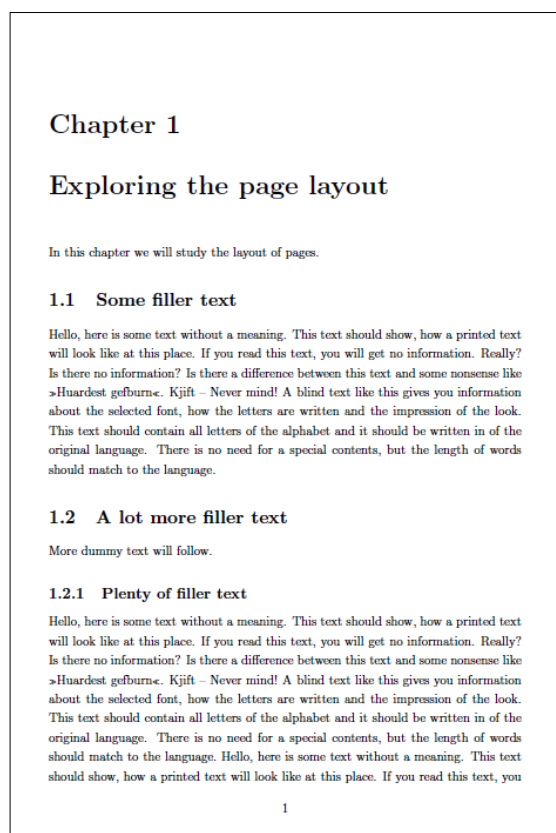 Chapter 1
Exploring the page layout
In this chapter we will study the layout of pages.
1.1 Some filler text
Hello, here is some text without a meaning. This text should show, how a printed text
will look like at this place. If you read this text, you will get no information. Really?
Is there no information? Is there a difference between this text and some nonsense like
»Huardest gefburn«. Kjift – Never mind! A blind text like this gives you information
about the selected font, how the letters are written and the impression of the look.
This text should contain all letters of the alphabet and it should be written in of the
original language. There is no need for a special contents, but the length of words
should match to the language.
1.2 A lot more filler text
More dummy text will follow.
1.2.1 Plenty of filler text
Hello, here is some text without a meaning. This text should show, how a printed text
will look like at this place. If you read this text, you will get no information. Really?
Is there no information? Is there a difference between this text and some nonsense like
»Huardest gefburn«. Kjift – Never mind! A blind text like this gives you information
about the selected font, how the letters are written and the impression of the look.
This text should contain all letters of the alphabet and it should be written in of the
original language. There is no need for a special contents, but the length of words
should match to the language. Hello, here is some text without a meaning. This text
should show, how a printed text will look like at this place. If you read this text, you
1